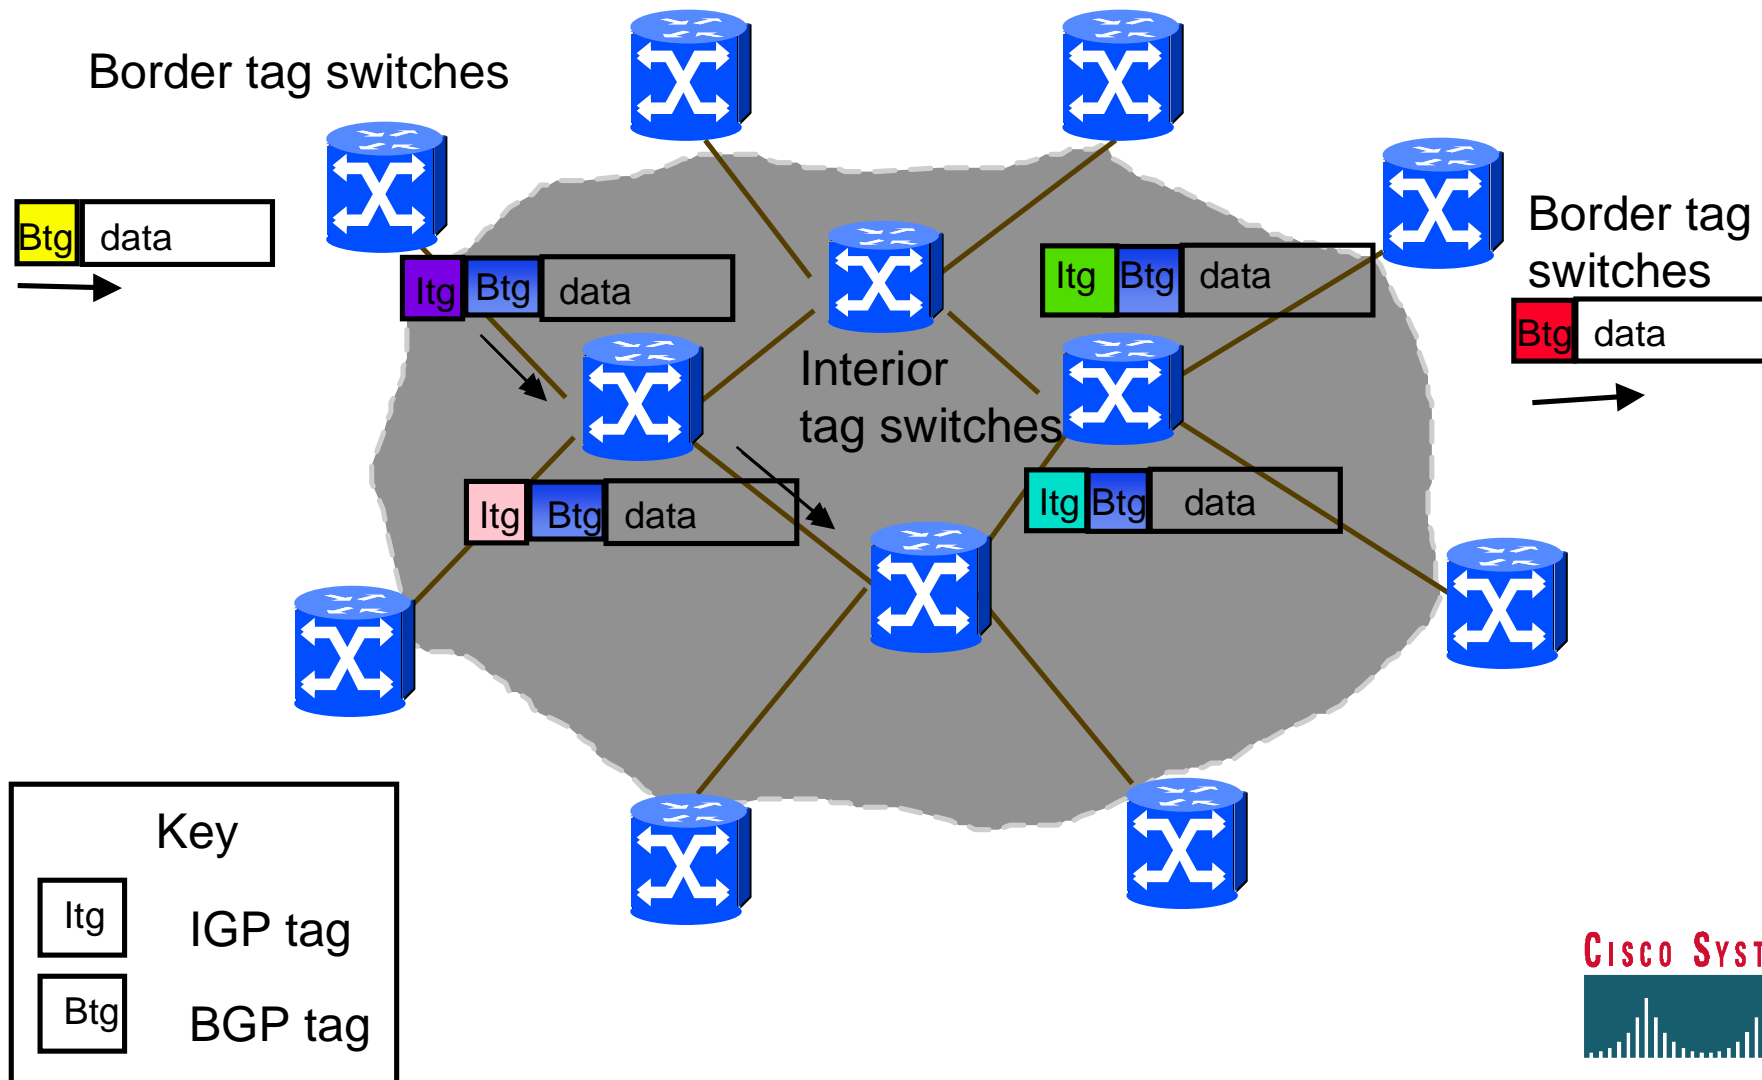 Border tag switches
Btg data
Border tag
switches
Itg Btg data
Itg Btg data
Btg data
Interior
tag switches
Itg Btg data
Itg Btg data
Key
Itg IGP tag
Btg BGP tag
CISCO SYST